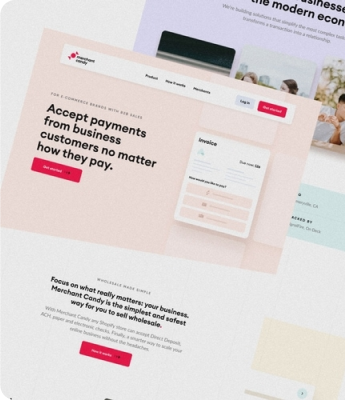 businesses
the modern econ
We're building solutions that simplify the most complex
transforms a transaction into a relationship.
merchant
candy
Product
How it works
Merchants
Log in
Get started
FOR E-COMMERCE BRANDS WITH B2B SALES
Accept payments
from business
customers no matter
how they pay.
Get started
invoice
Total due: $$$
How would you like to pay?
WHOLESALE MADE SIMPLE
Focus on what really matters: your business.
Merchant Candy is the simplest and safest
way for you to sell wholesale.
With Merchant Candy any Shopify store can accept Direct Deposit,
ACH, paper and electronic checks. Finally, a smarter way to scale your
online business without the headaches.
How it works